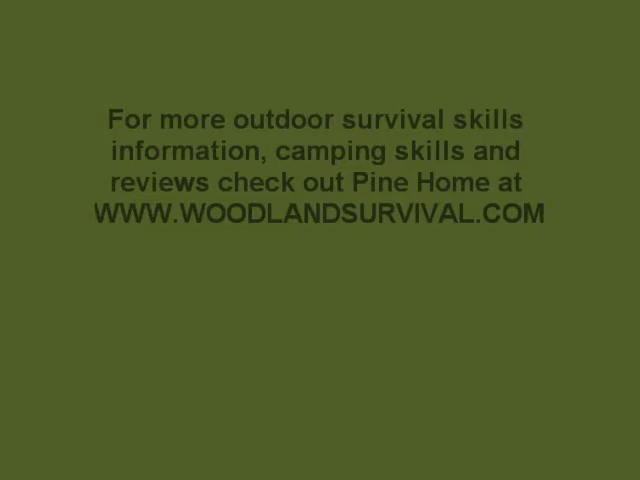 For more outdoor survival skills
information, camping skills and
reviews check out Pine Home at
WWW.WOODLANDSURVIVAL.COM